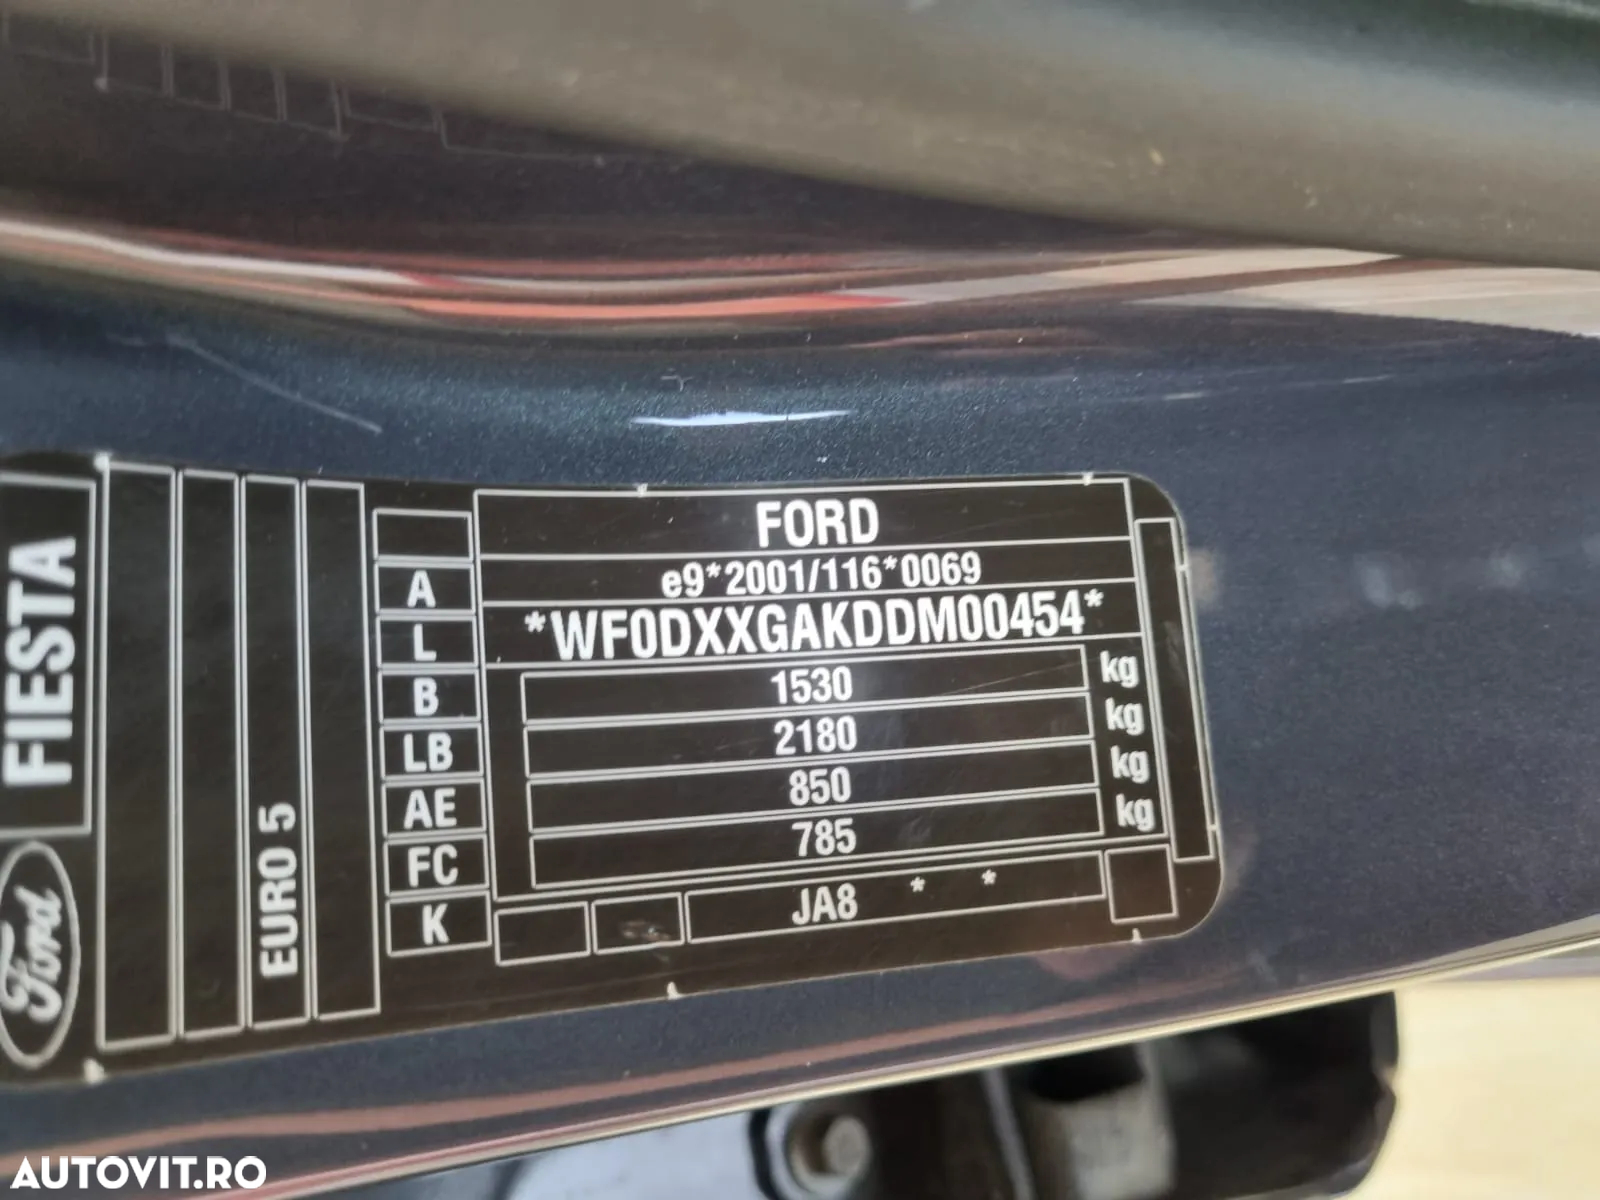 FIESTA
Ford
EURO 5
FORD
A e9*2001/116*0069
L *WF0DXXGAKDDM00454*
B 1530 kg
LB 2180 kg
AE 850 kg
FC 785 kg
K JA8 * *
AUTOVIT.RO